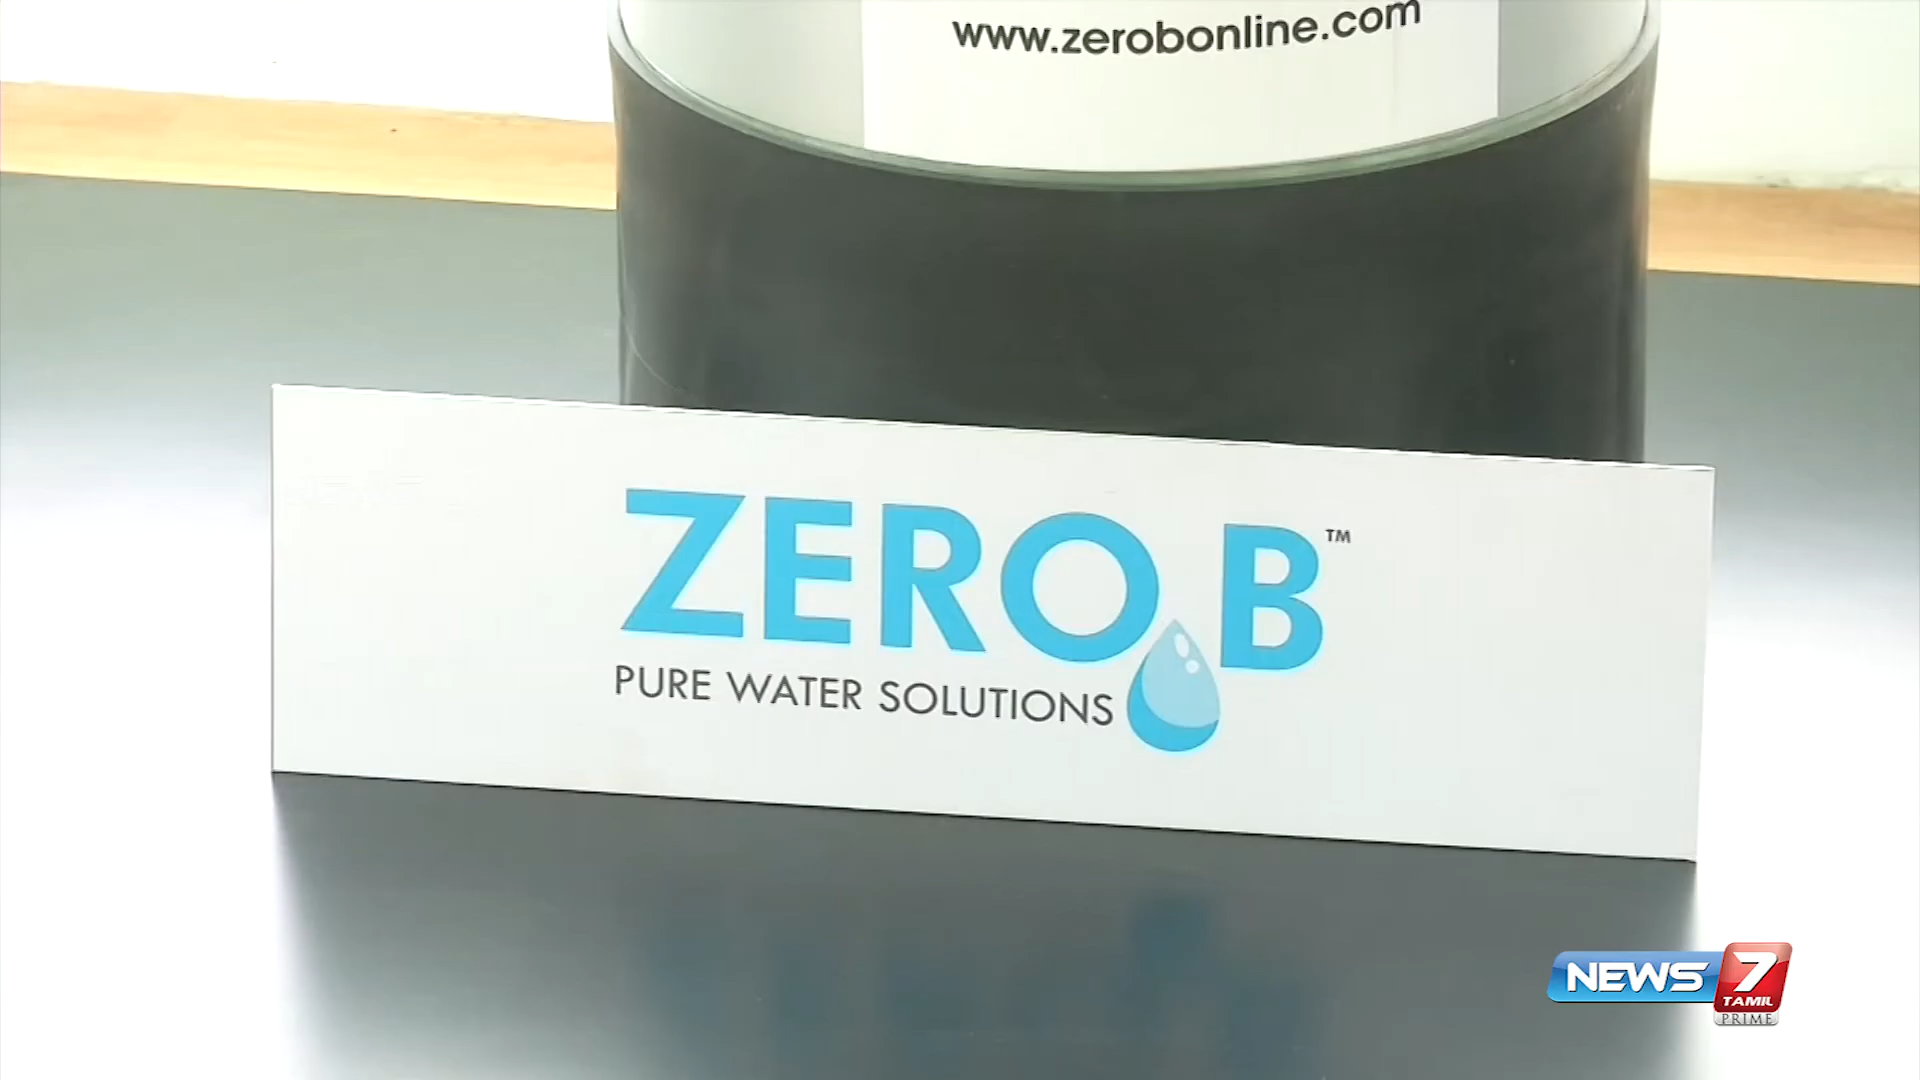 www.zerobonline.com
ZERO B™
PURE WATER SOLUTIONS
NEWS 7
TAMIL
PRIME